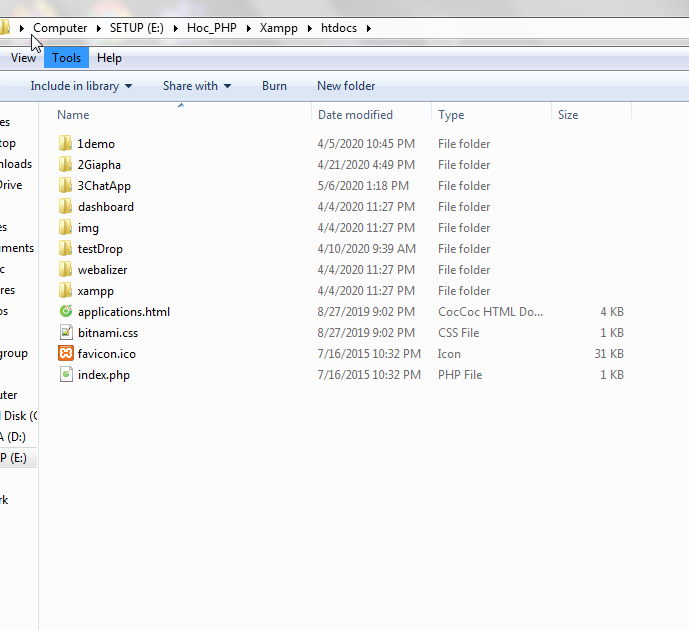 Computer SETUP (E:) Hoc_PHP Xampp htdocs
View Tools Help
Include in library Share with Burn New folder
Name Date modified Type Size
1demo 4/5/2020 10:45 PM File folder
2Giapha 4/21/2020 4:49 PM File folder
3ChatApp 5/6/2020 1:18 PM File folder
dashboard 4/4/2020 11:27 PM File folder
img 4/4/2020 11:27 PM File folder
testDrop 4/10/2020 9:39 AM File folder
webalizer 4/4/2020 11:27 PM File folder
xampp 4/4/2020 11:27 PM File folder
applications.html 8/27/2019 9:02 PM CocCoc HTML Do... 4 KB
bitnami.css 8/27/2019 9:02 PM CSS File 1 KB
favicon.ico 7/16/2015 10:32 PM Icon 31 KB
index.php 7/16/2015 10:32 PM PHP File 1 KB
es
top
nloads
Drive
es
uments
c
res
os
group
uter
l Disk (C
A (D:)
P (E:)
rk